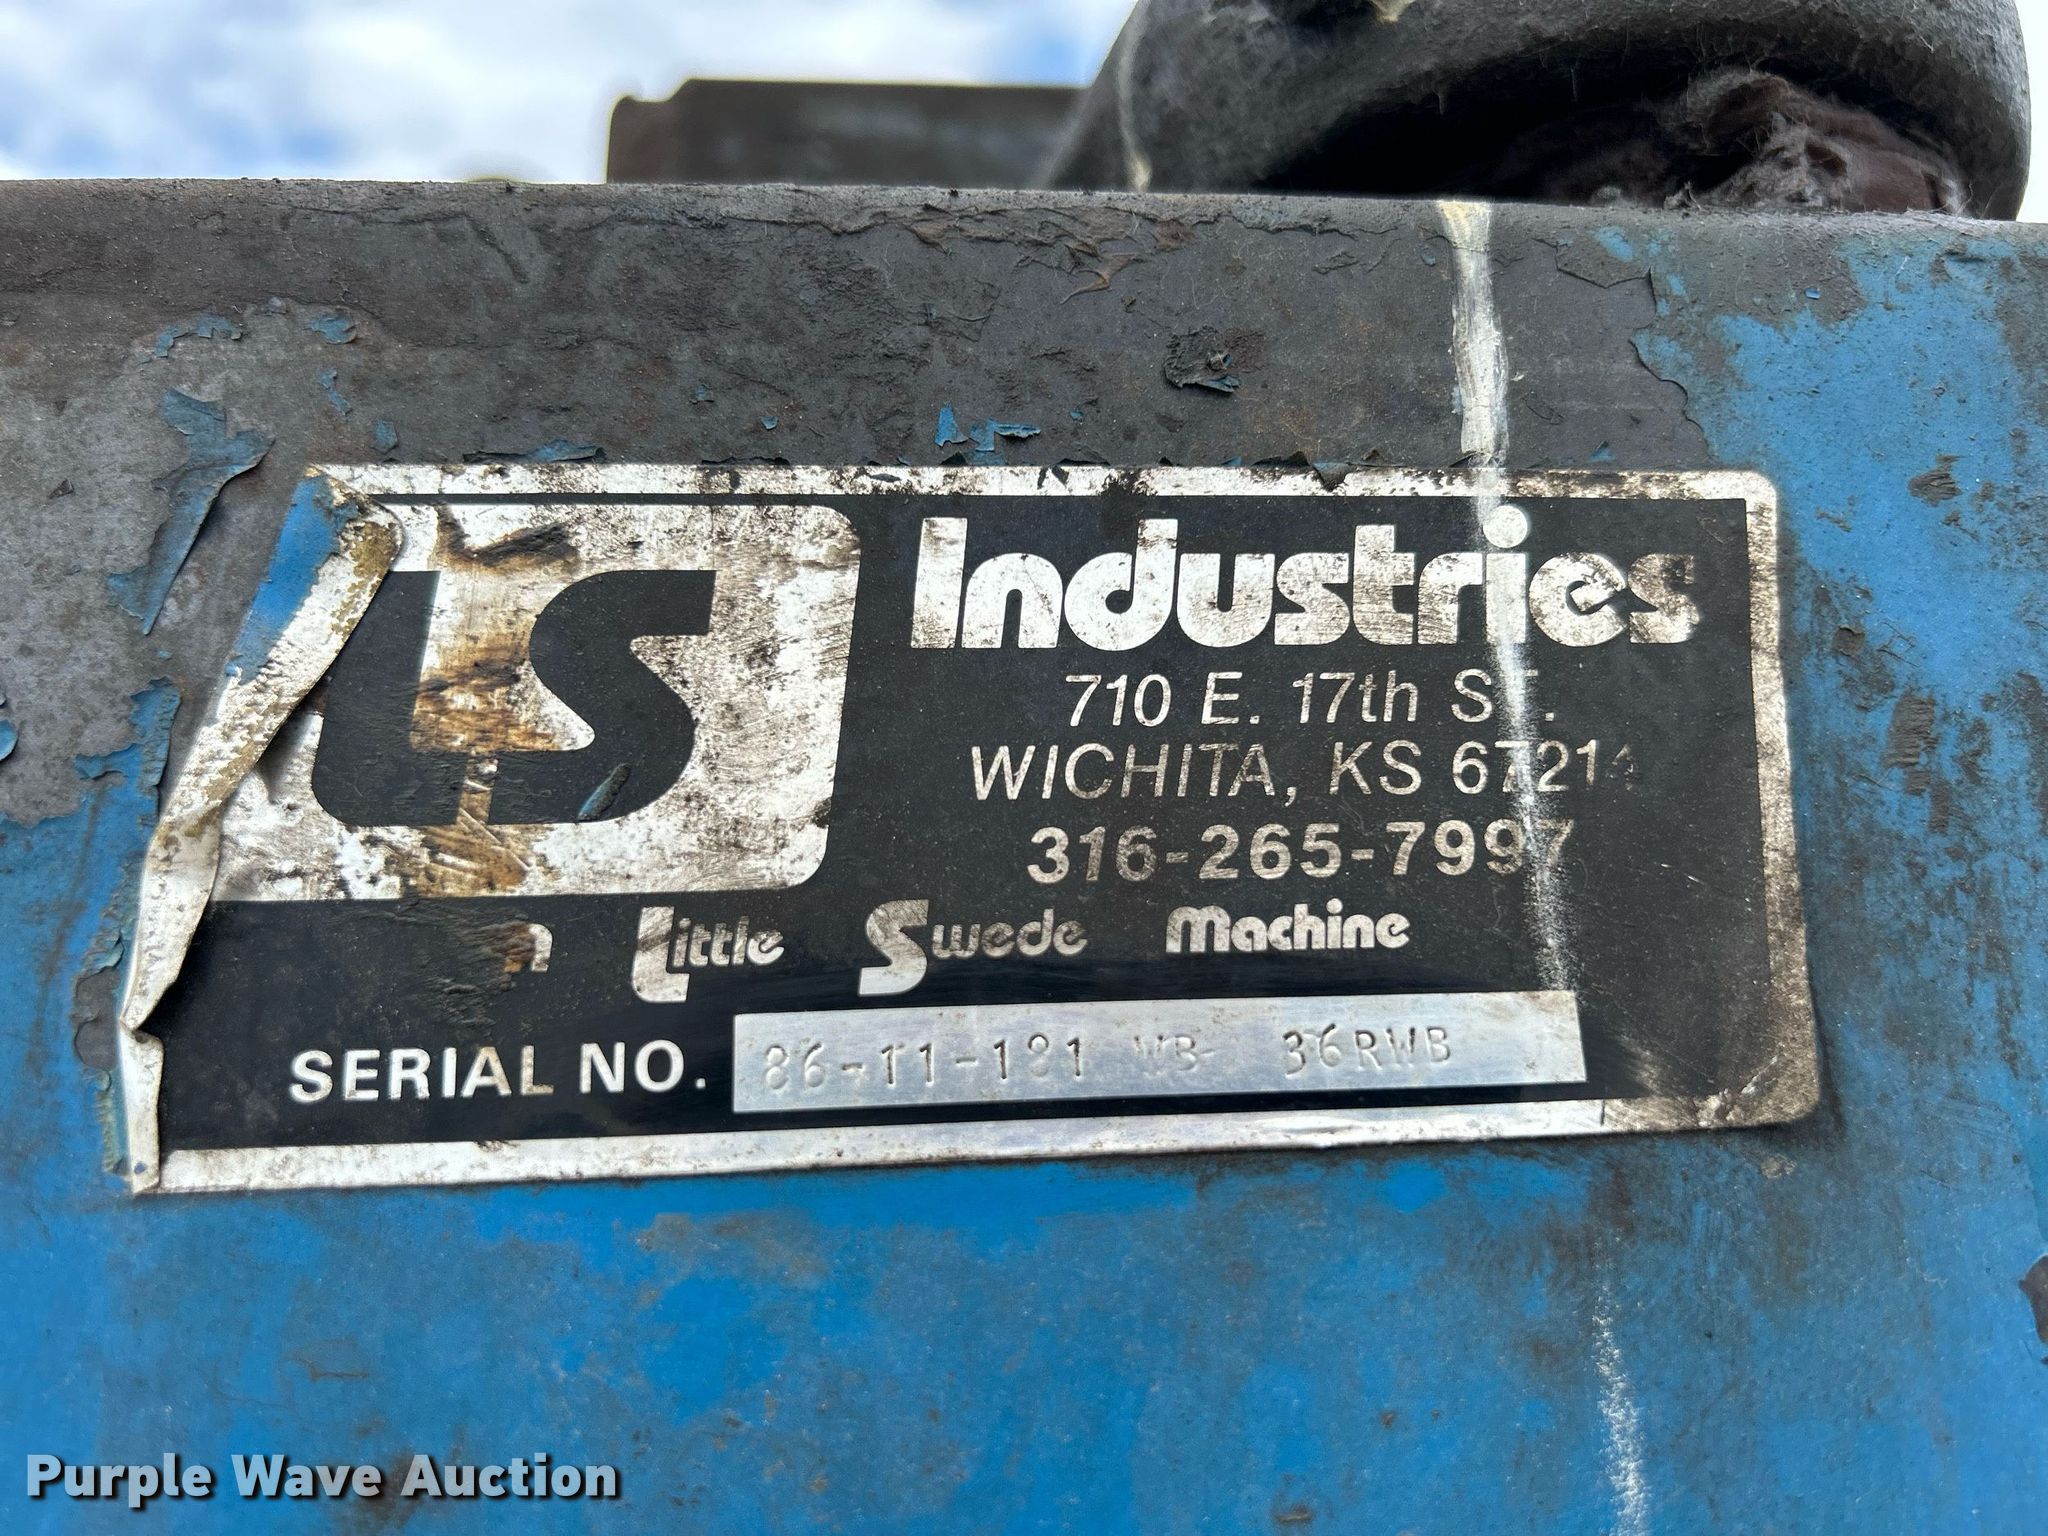 LS
Industries
710 E. 17th ST.
WICHITA, KS 67214
316-265-7997
Little Swede Machine
SERIAL NO. 86-11-181 WB 36RWB
Purple Wave Auction